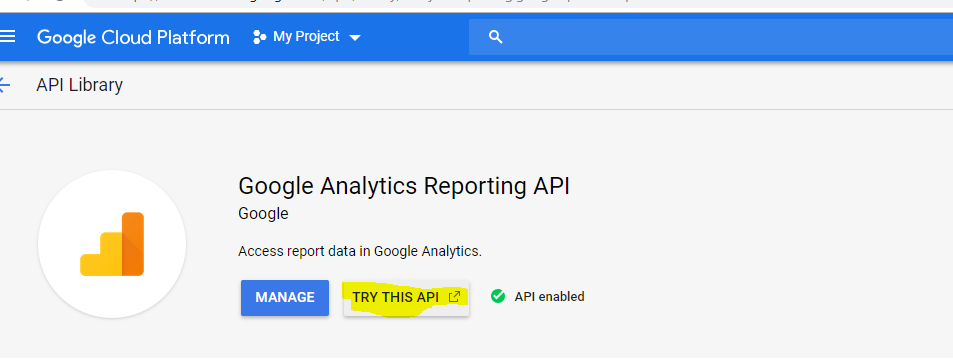 Google Cloud Platform My Project
API Library
Google Analytics Reporting API
Google
Access report data in Google Analytics.
MANAGE TRY THIS API API enabled